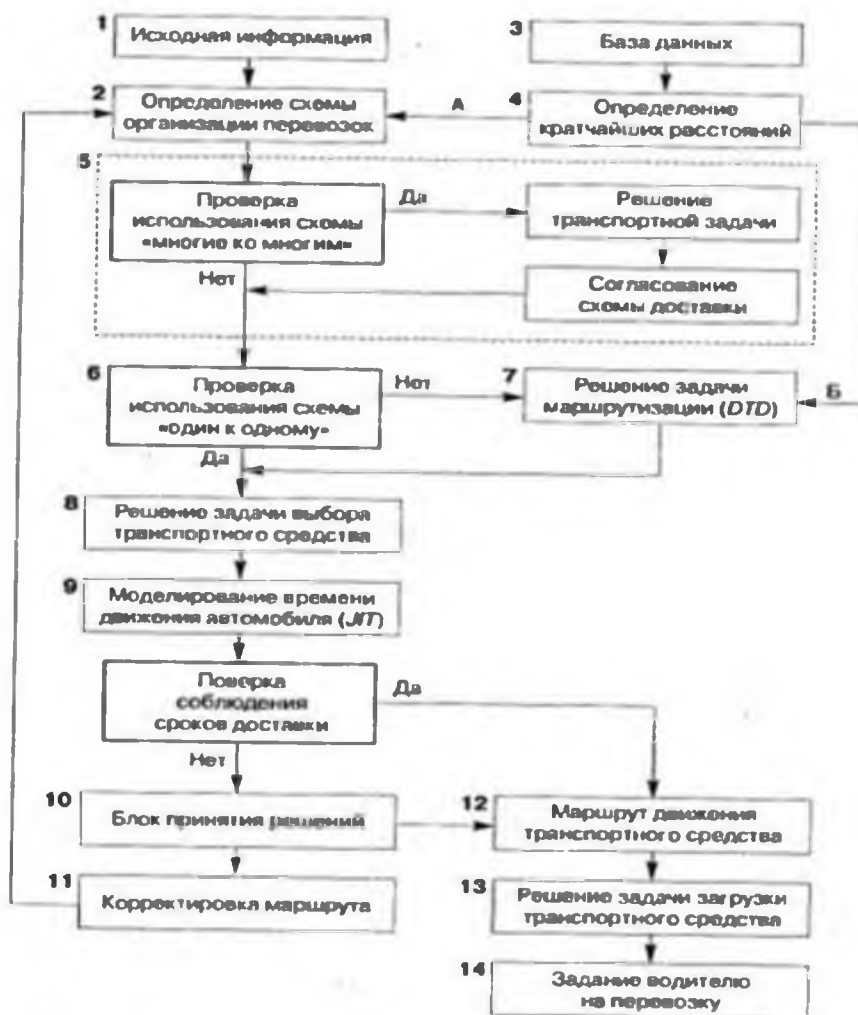 1
Исходная информация
3
База данных
2
Определение схемы
организации перевозок
А
4
Определение
кратчайших расстояний
5
Проверка
использования схемы
«многие ко многим»
Да
Решение
транспортной задачи
Нет
Согласование
схемы доставки
6
Проверка
использования схемы
«один к одному»
Нет
7
Решение задачи
маршрутизации (DTD)
Б
Да
8
Решение задачи выбора
транспортного средства
9
Моделирование времени
движения автомобиля (JIT)
Поверка
соблюдения
сроков доставки
Да
Нет
10
Блок принятия решений
12
Маршрут движения
транспортного средства
11
Корректировка маршрута
13
Решение задачи загрузки
транспортного средства
14
Задание водителю
на перевозку